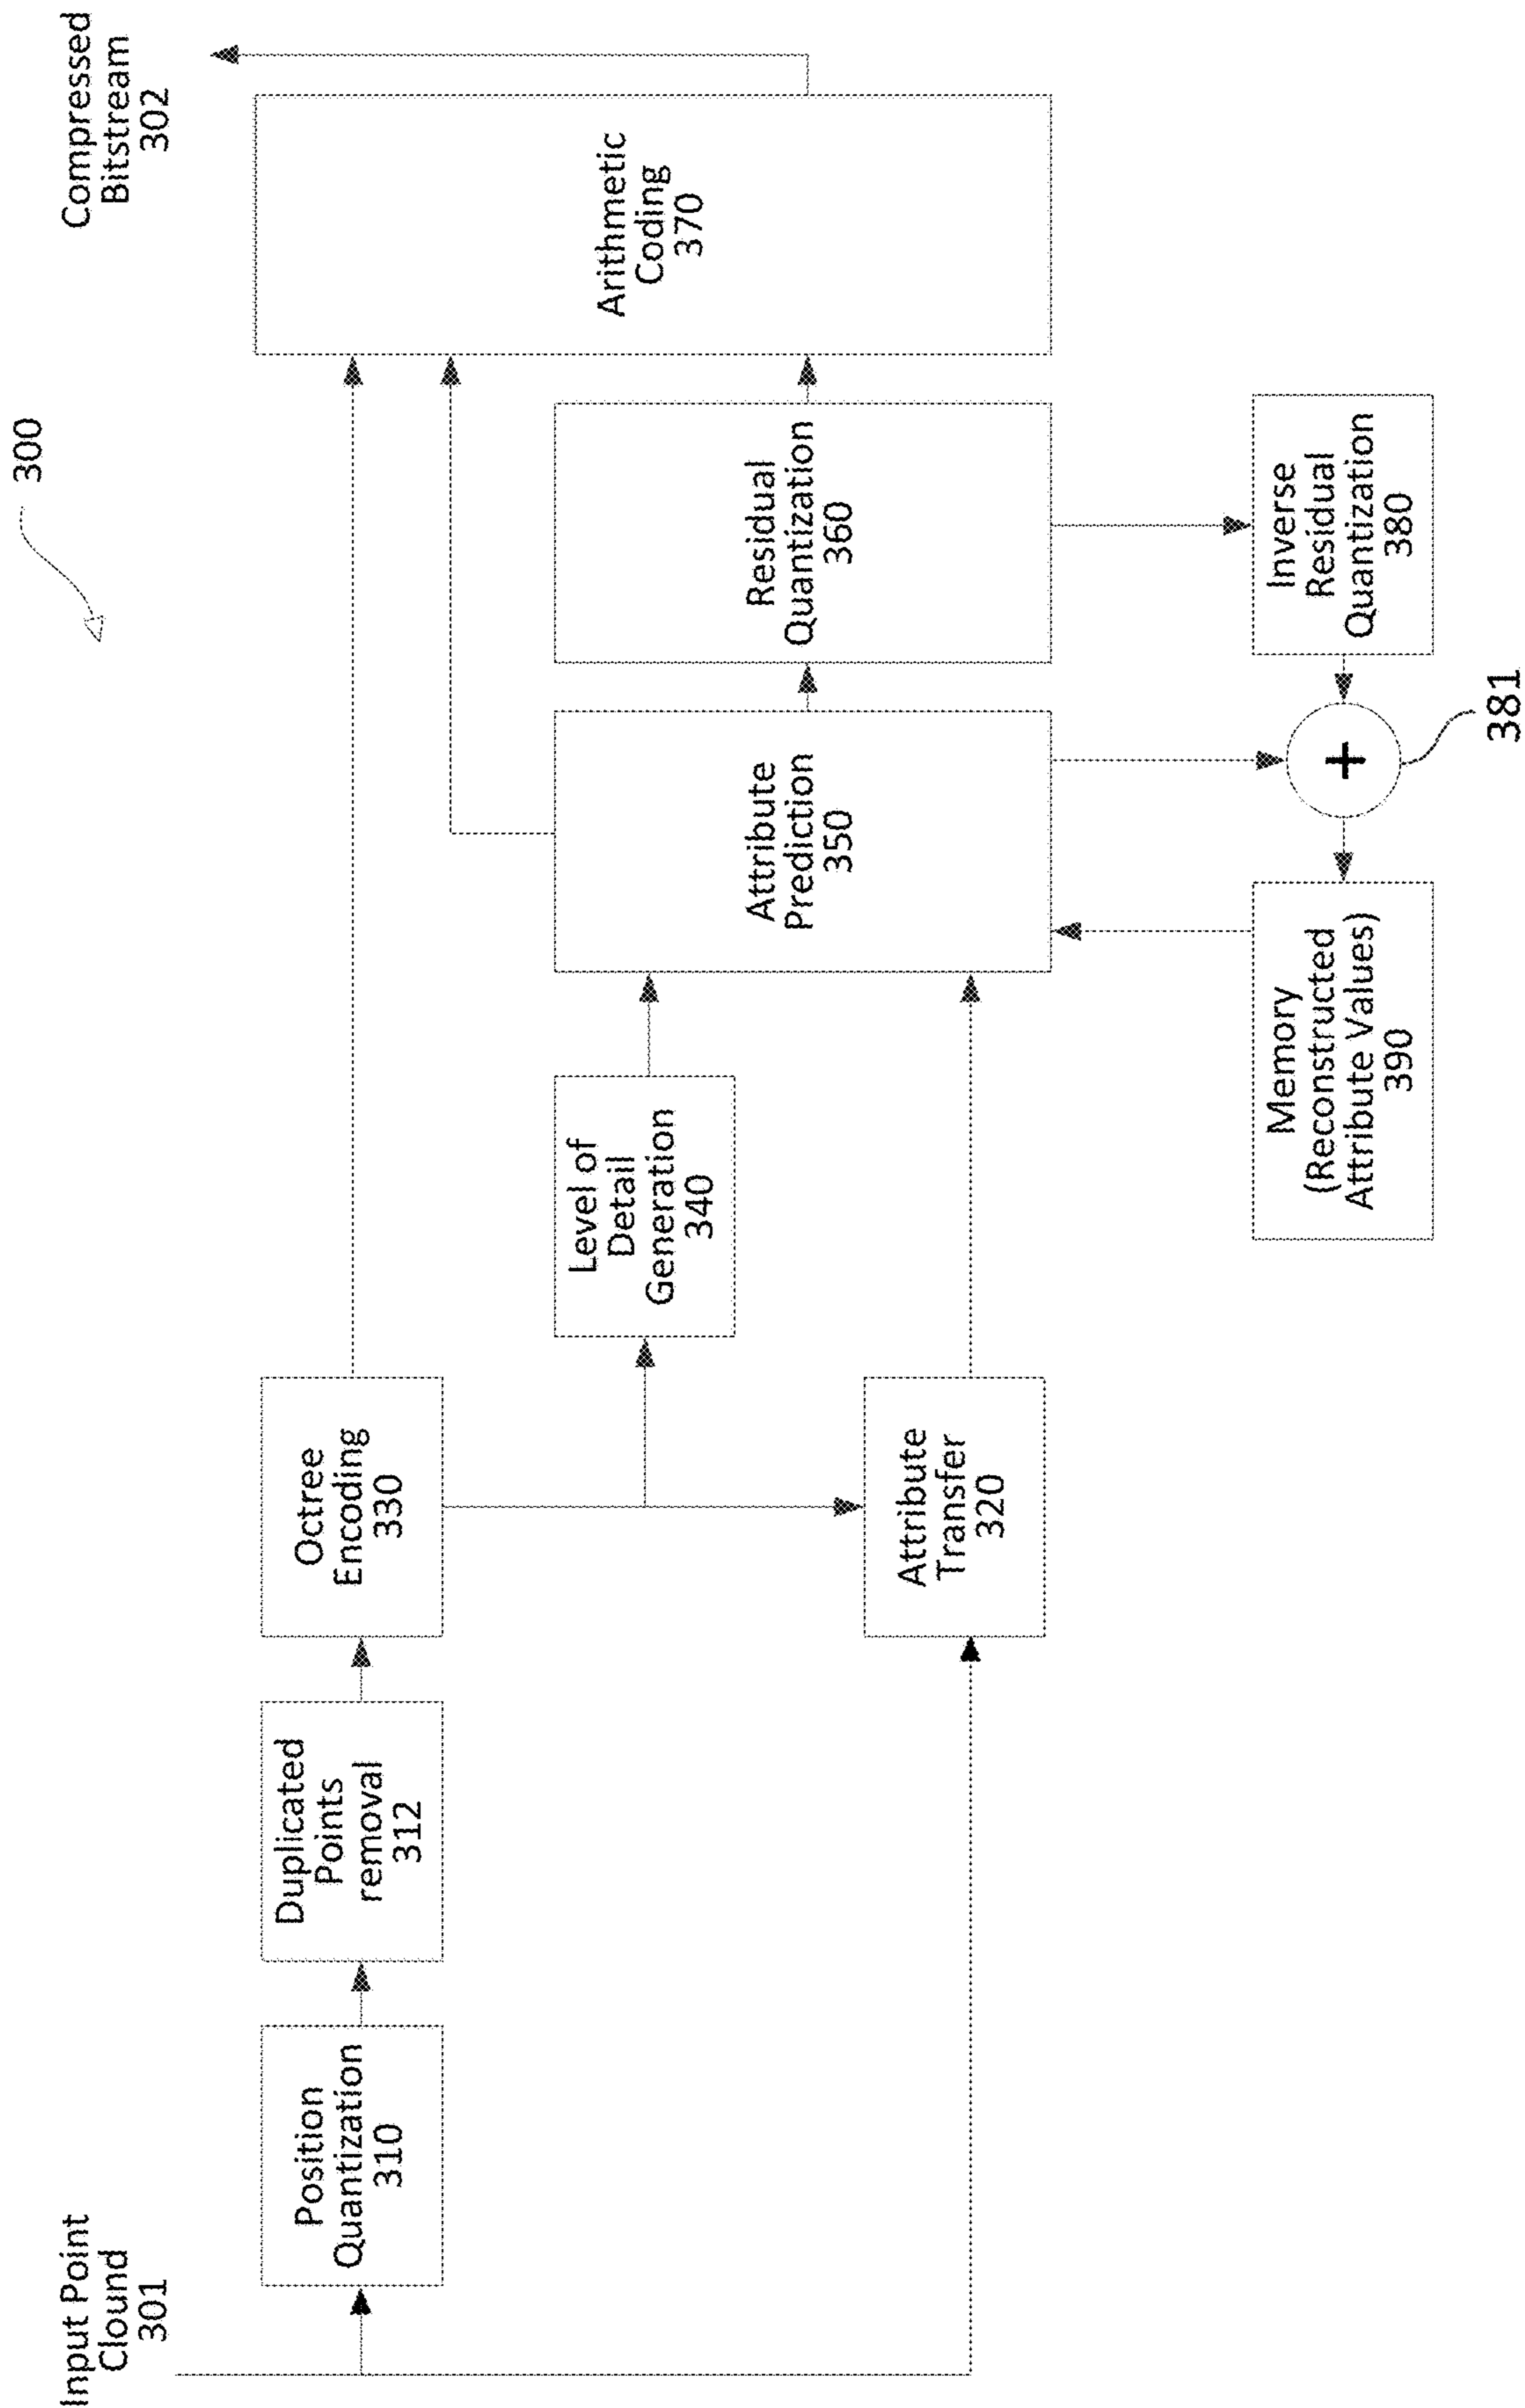 300
Input Point
Clound
301
Compressed
Bitstream
302
Position
Quantization
310
Duplicated
Points
removal
312
Octree
Encoding
330
Level of
Detail
Generation
340
Attribute
Transfer
320
Attribute
Prediction
350
Residual
Quantization
360
Arithmetic
Coding
370
Memory
(Reconstructed
Attribute Values)
390
+
381
Inverse
Residual
Quantization
380